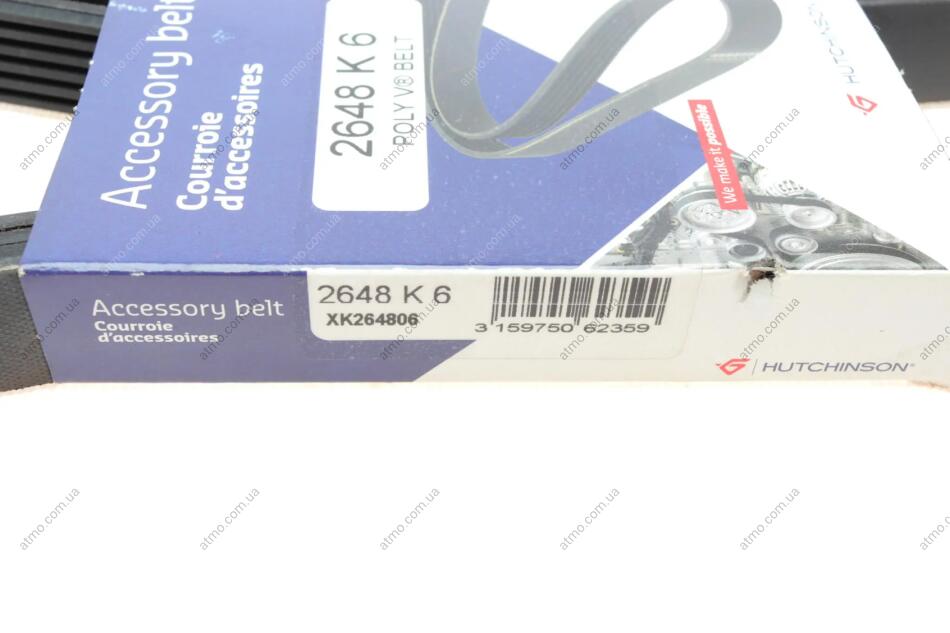 Accessory belt
Courroie
d'accessoires
2648 K 6
POLY V® BELT
HUTCHINSON
We make it possible
Accessory belt
Courroie
d'accessoires
2648 K 6
XK264806
3 159750 62359
HUTCHINSON®
atmo.com.ua